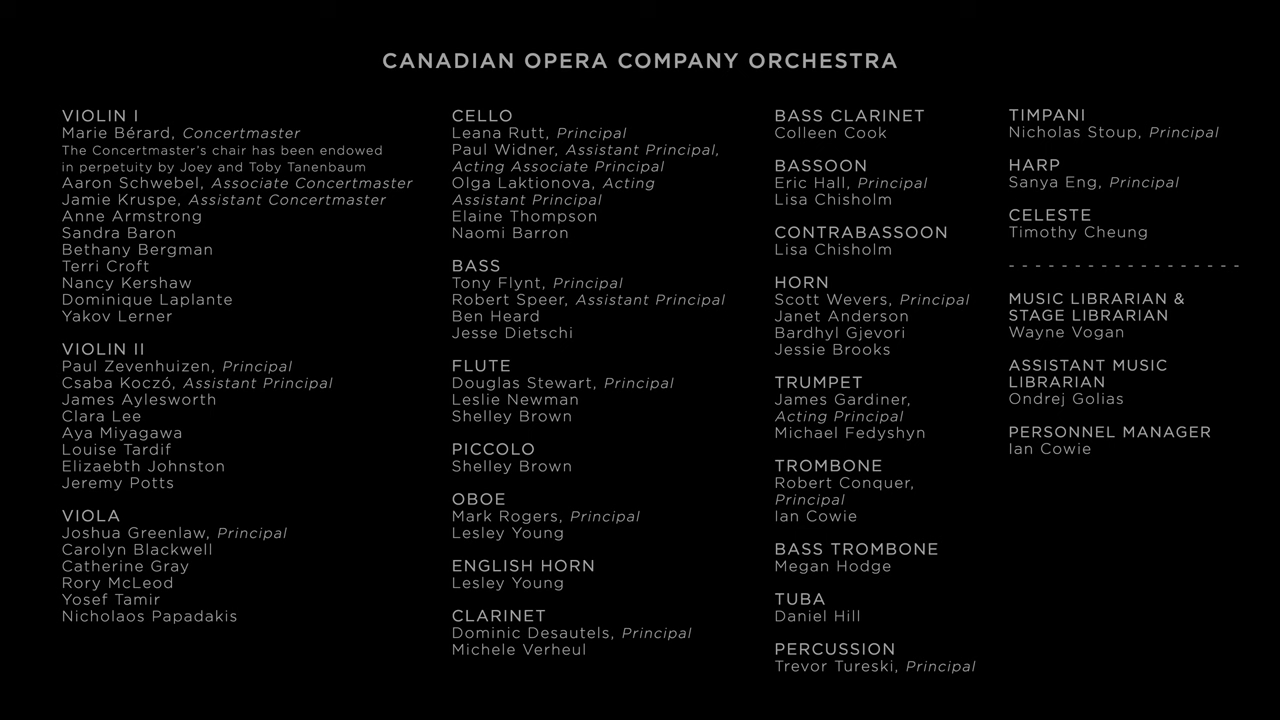 CANADIAN OPERA COMPANY ORCHESTRA
VIOLIN I
Marie Bérard, Concertmaster
The Concertmaster's chair has been endowed
in perpetuity by Joey and Toby Tanenbaum
Aaron Schwebel, Associate Concertmaster
Jamie Kruspe, Assistant Concertmaster
Anne Armstrong
Sandra Baron
Bethany Bergman
Terri Croft
Nancy Kershaw
Dominique Laplante
Yakov Lerner
VIOLIN II
Paul Zevenhuizen, Principal
Csaba Koczó, Assistant Principal
James Aylesworth
Clara Lee
Aya Miyagawa
Louise Tardif
Elizaebth Johnston
Jeremy Potts
VIOLA
Joshua Greenlaw, Principal
Carolyn Blackwell
Catherine Gray
Rory McLeod
Yosef Tamir
Nicholaos Papadakis
CELLO
Leana Rutt, Principal
Paul Widner, Assistant Principal,
Acting Associate Principal
Olga Laktionova, Acting
Assistant Principal
Elaine Thompson
Naomi Barron
BASS
Tony Flynt, Principal
Robert Speer, Assistant Principal
Ben Heard
Jesse Dietschi
FLUTE
Douglas Stewart, Principal
Leslie Newman
Shelley Brown
PICCOLO
Shelley Brown
OBOE
Mark Rogers, Principal
Lesley Young
ENGLISH HORN
Lesley Young
CLARINET
Dominic Desautels, Principal
Michele Verheul
BASS CLARINET
Colleen Cook
BASSOON
Eric Hall, Principal
Lisa Chisholm
CONTRABASSOON
Lisa Chisholm
HORN
Scott Wevers, Principal
Janet Anderson
Bardhyl Gjevori
Jessie Brooks
TRUMPET
James Gardiner,
Acting Principal
Michael Fedyshyn
TROMBONE
Robert Conquer,
Principal
Ian Cowie
BASS TROMBONE
Megan Hodge
TUBA
Daniel Hill
PERCUSSION
Trevor Tureski, Principal
TIMPANI
Nicholas Stoup, Principal
HARP
Sanya Eng, Principal
CELESTE
Timothy Cheung
- - - - - - - - - - - - - - - - - -
MUSIC LIBRARIAN &
STAGE LIBRARIAN
Wayne Vogan
ASSISTANT MUSIC
LIBRARIAN
Ondrej Golias
PERSONNEL MANAGER
Ian Cowie